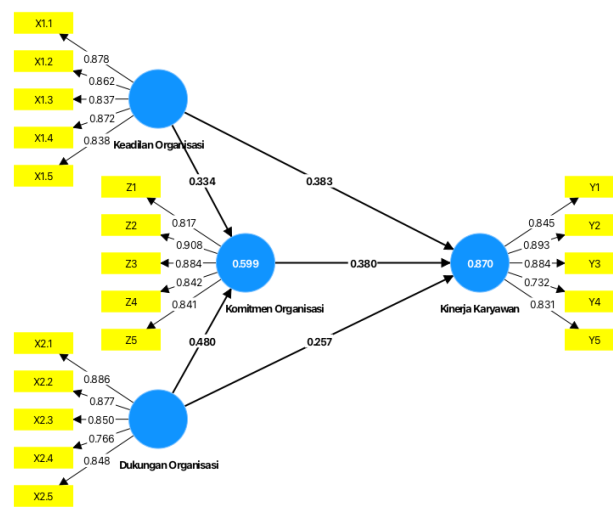 X1.1
X1.2
X1.3
X1.4
X1.5
0.878
0.862
0.837
0.872
0.838
Keadilan Organisasi
0.334
0.383
Z1
Z2
Z3
Z4
Z5
0.817
0.908
0.884
0.842
0.841
0.599
Komitmen Organisasi
0.380
0.870
Kinerja Karyawan
0.845
0.893
0.884
0.732
0.831
Y1
Y2
Y3
Y4
Y5
0.480
0.257
X2.1
X2.2
X2.3
X2.4
X2.5
0.886
0.877
0.850
0.766
0.848
Dukungan Organisasi